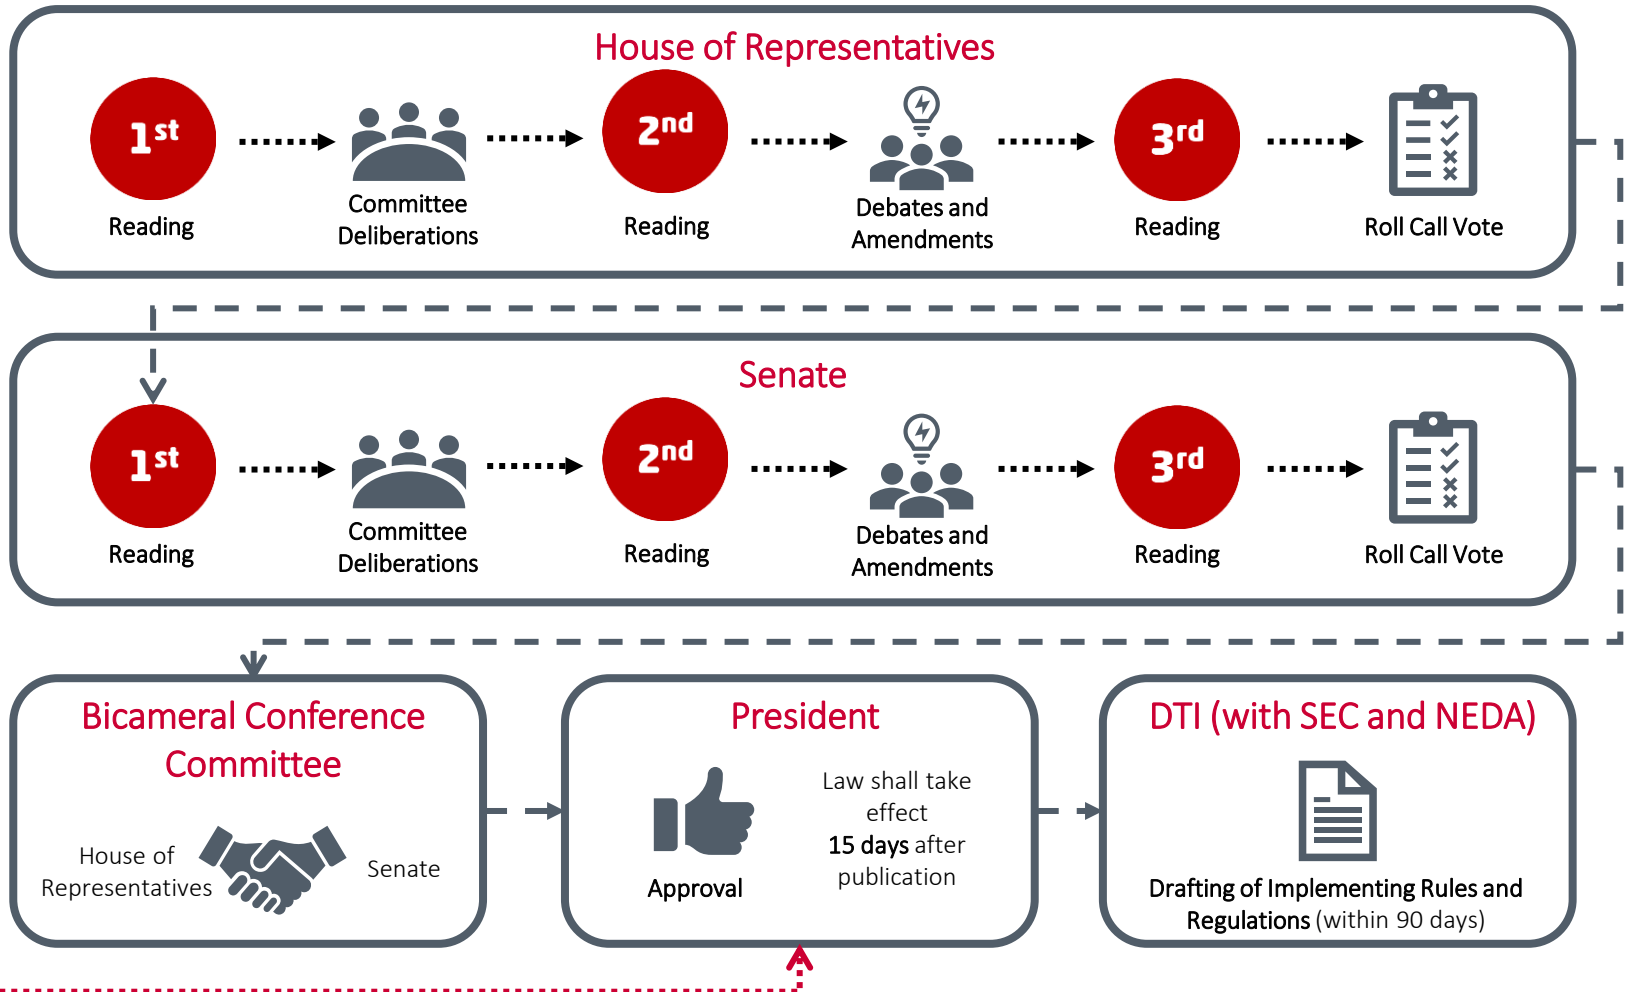 House of Representatives
1st
2nd
3rd
Reading
Committee
Deliberations
Reading
Debates and
Amendments
Reading
Roll Call Vote
Senate
1st
2nd
3rd
Reading
Committee
Deliberations
Reading
Debates and
Amendments
Reading
Roll Call Vote
Bicameral Conference
Committee
House of
Representatives
Senate
President
Approval
Law shall take
effect
15 days after
publication
DTI (with SEC and NEDA)
Drafting of Implementing Rules and
Regulations (within 90 days)